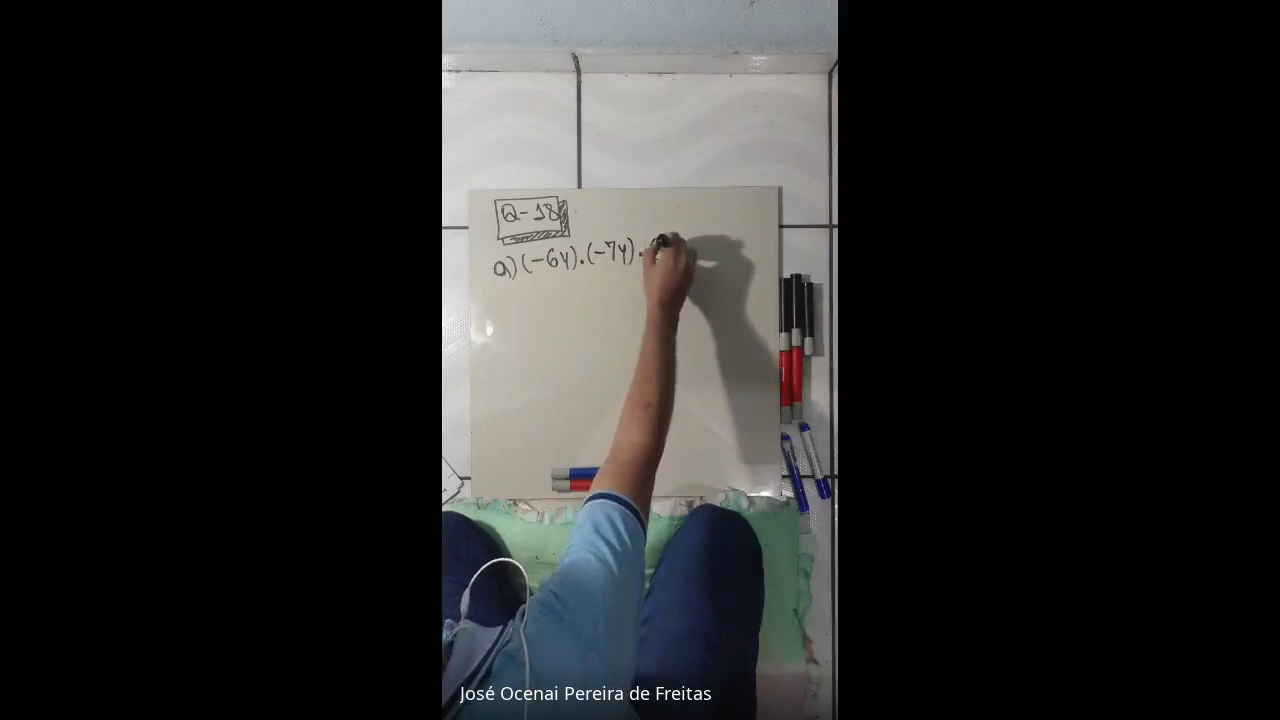 Q-18
a) (-6y).(-7y).
José Ocenai Pereira de Freitas